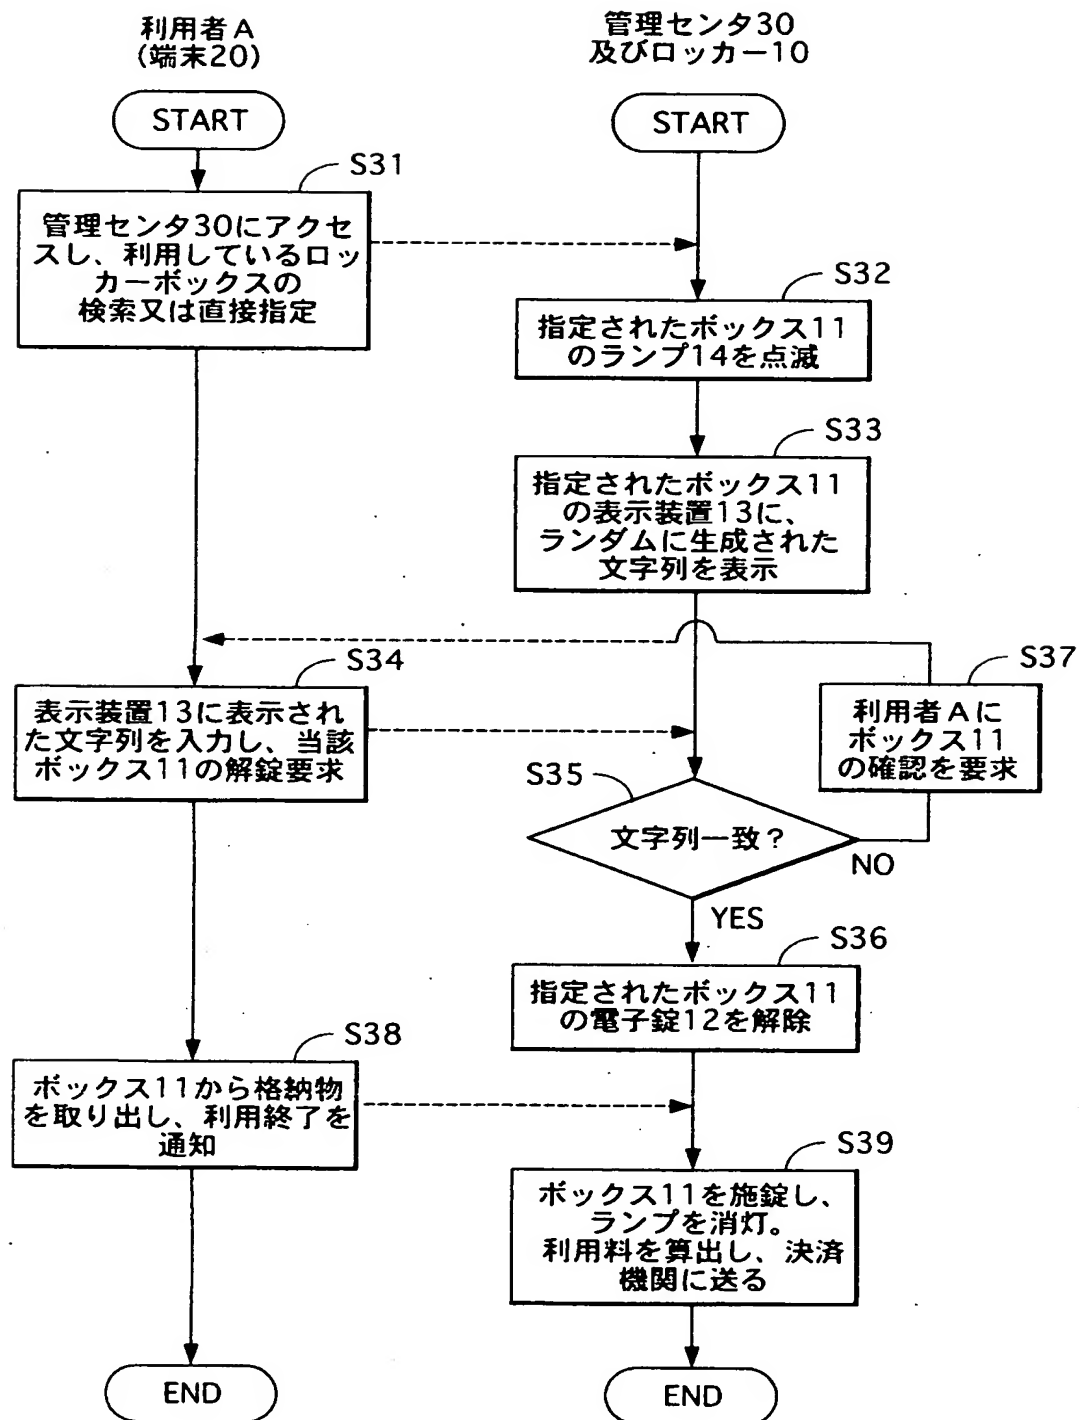 利用者A
(端末20)
管理センタ30
及びロッカー10
START
START
S31
管理センタ30にアクセ
スし、利用しているロッ
カーボックスの
検索又は直接指定
S32
指定されたボックス11
のランプ14を点滅
S33
指定されたボックス11
の表示装置13に、
ランダムに生成された
文字列を表示
S34
表示装置13に表示され
た文字列を入力し、当該
ボックス11の解錠要求
S37
利用者Aに
ボックス11
の確認を要求
S35
文字列一致?
NO
YES
S36
指定されたボックス11
の電子錠12を解除
S38
ボックス11から格納物
を取り出し、利用終了を
通知
S39
ボックス11を施錠し、
ランプを消灯。
利用料を算出し、決済
機関に送る
END
END